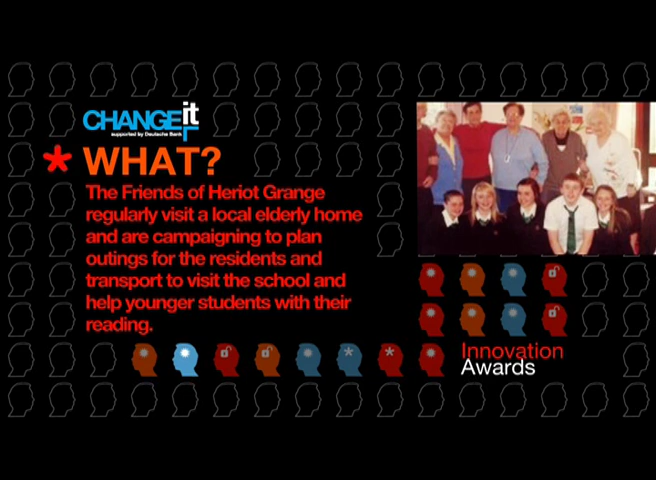 CHANGEit
supported by Deutsche Bank
* WHAT?
The Friends of Heriot Grange
regularly visit a local elderly home
and are campaigning to plan
outings for the residents and
transport to visit the school and
help younger students with their
reading.
Innovation
Awards